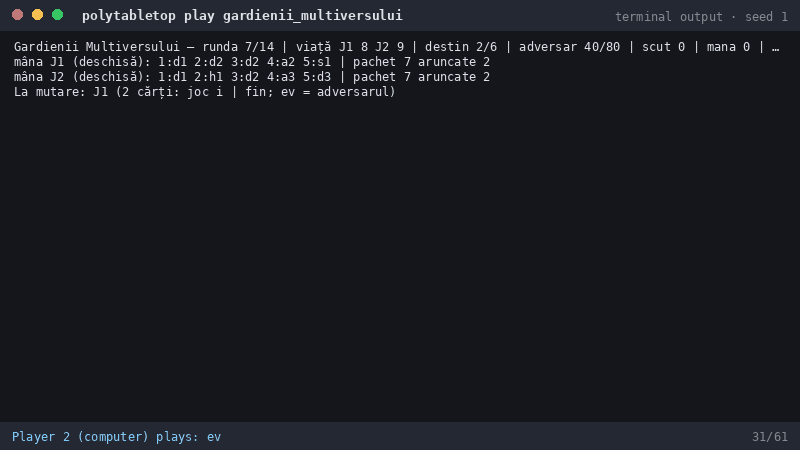 polytabletop play gardienii_multiversului
terminal output · seed 1
Gardienii Multiversului — runda 7/14 | viață J1 8 J2 9 | destin 2/6 | adversar 40/80 | scut 0 | mana 0 | …
mâna J1 (deschisă): 1:d1 2:d2 3:d2 4:a2 5:s1 | pachet 7 aruncate 2
mâna J2 (deschisă): 1:d1 2:h1 3:d2 4:a3 5:d3 | pachet 7 aruncate 2
La mutare: J1 (2 cărți: joc i | fin; ev = adversarul)
Player 2 (computer) plays: ev
31/61